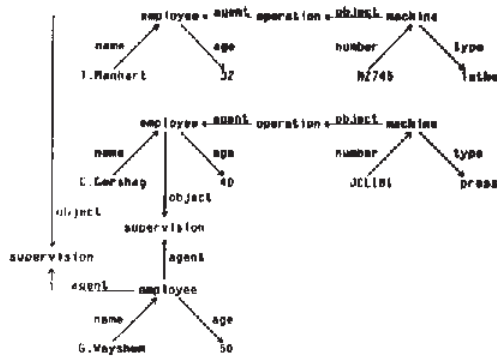 employee agent operation object machine
name age number type
T.Manhart 32 NZ745 lathe
employee agent operation object machine
name age number type
40 press
object
object supervision
supervision agent
agent employee
name age
50